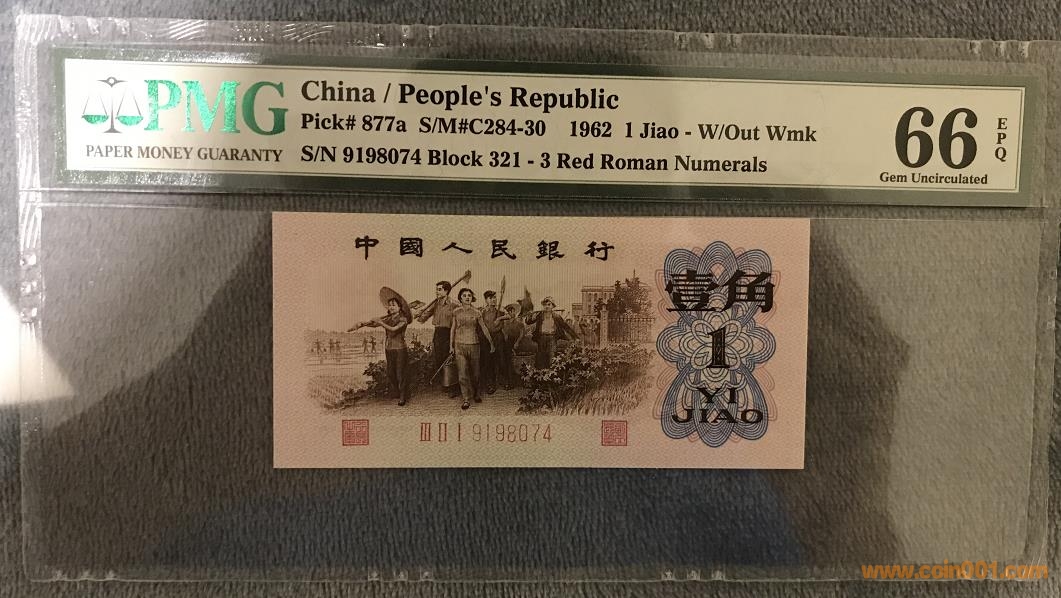 PMG
PAPER MONEY GUARANTY
China / People's Republic
Pick# 877a S/M#C284-30 1962 1 Jiao - W/Out Wmk
S/N 9198074 Block 321 - 3 Red Roman Numerals
66 EPQ
Gem Uncirculated
中國人民銀行
壹角
1
YI
JIAO
III II I 9198074
www.coin001.com